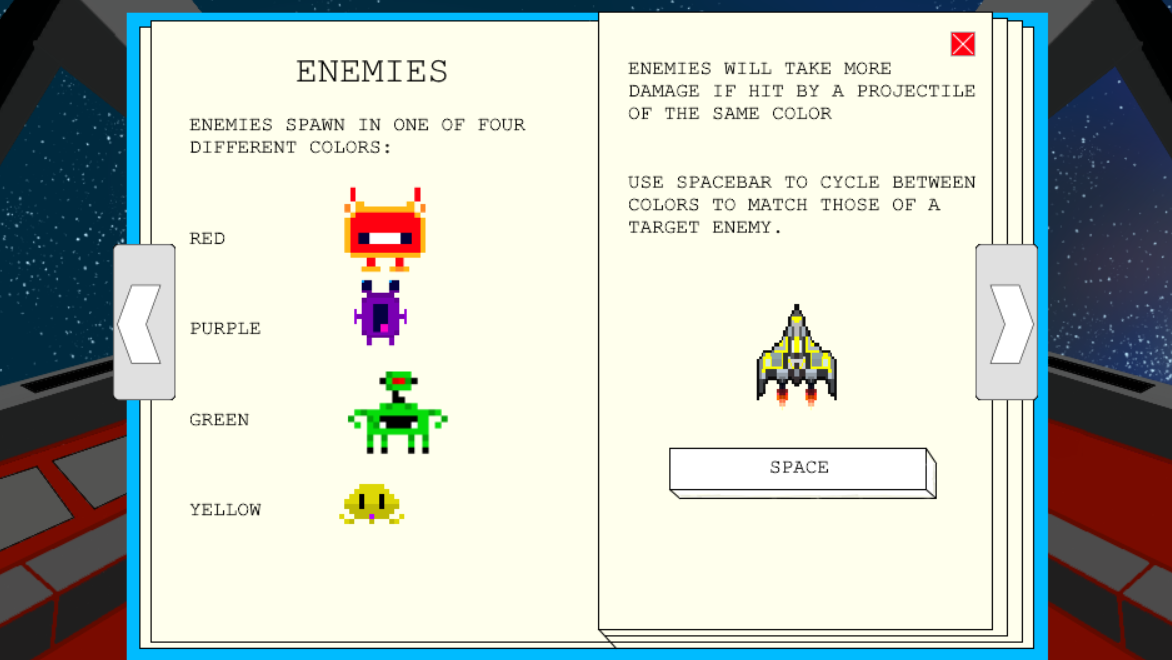 ENEMIES
ENEMIES SPAWN IN ONE OF FOUR
DIFFERENT COLORS:
RED
PURPLE
GREEN
YELLOW
ENEMIES WILL TAKE MORE
DAMAGE IF HIT BY A PROJECTILE
OF THE SAME COLOR
USE SPACEBAR TO CYCLE BETWEEN
COLORS TO MATCH THOSE OF A
TARGET ENEMY.
SPACE